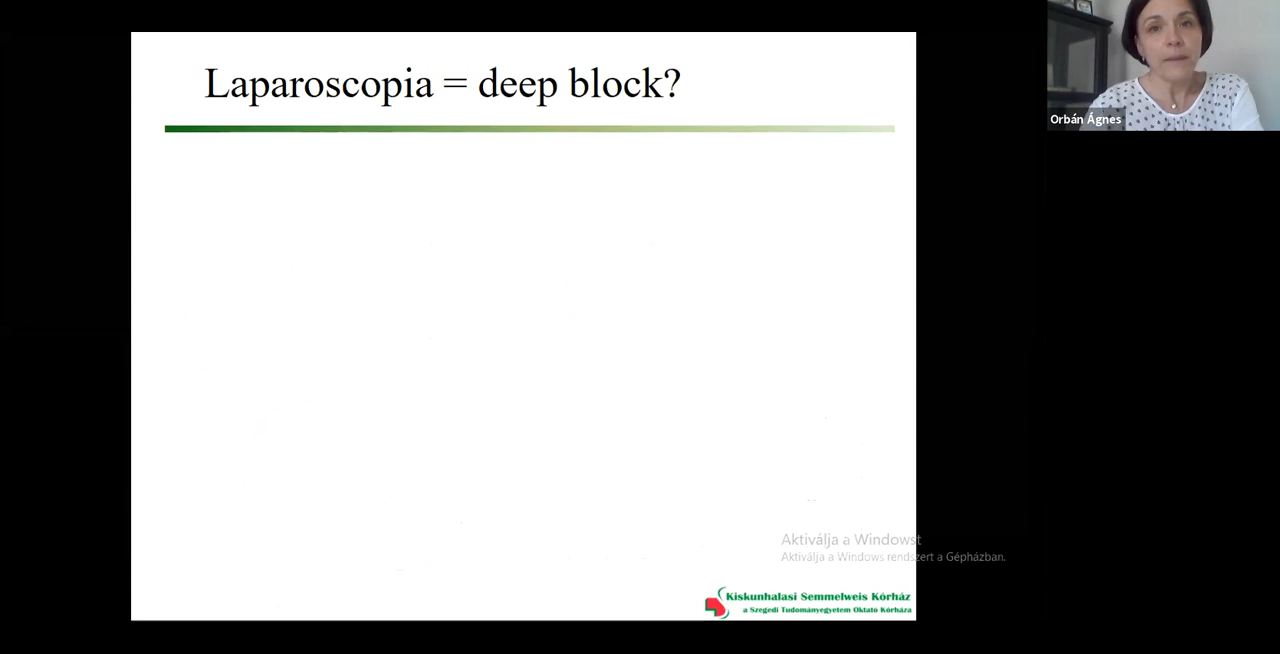 Laparoscopia = deep block?
Orbán Ágnes
Aktiválja a Windowst
Aktiválja a Windows rendszert a Gépházban.
Kiskunhalasi Semmelweis Kórház
a Szegedi Tudományegyetem Oktató Kórháza